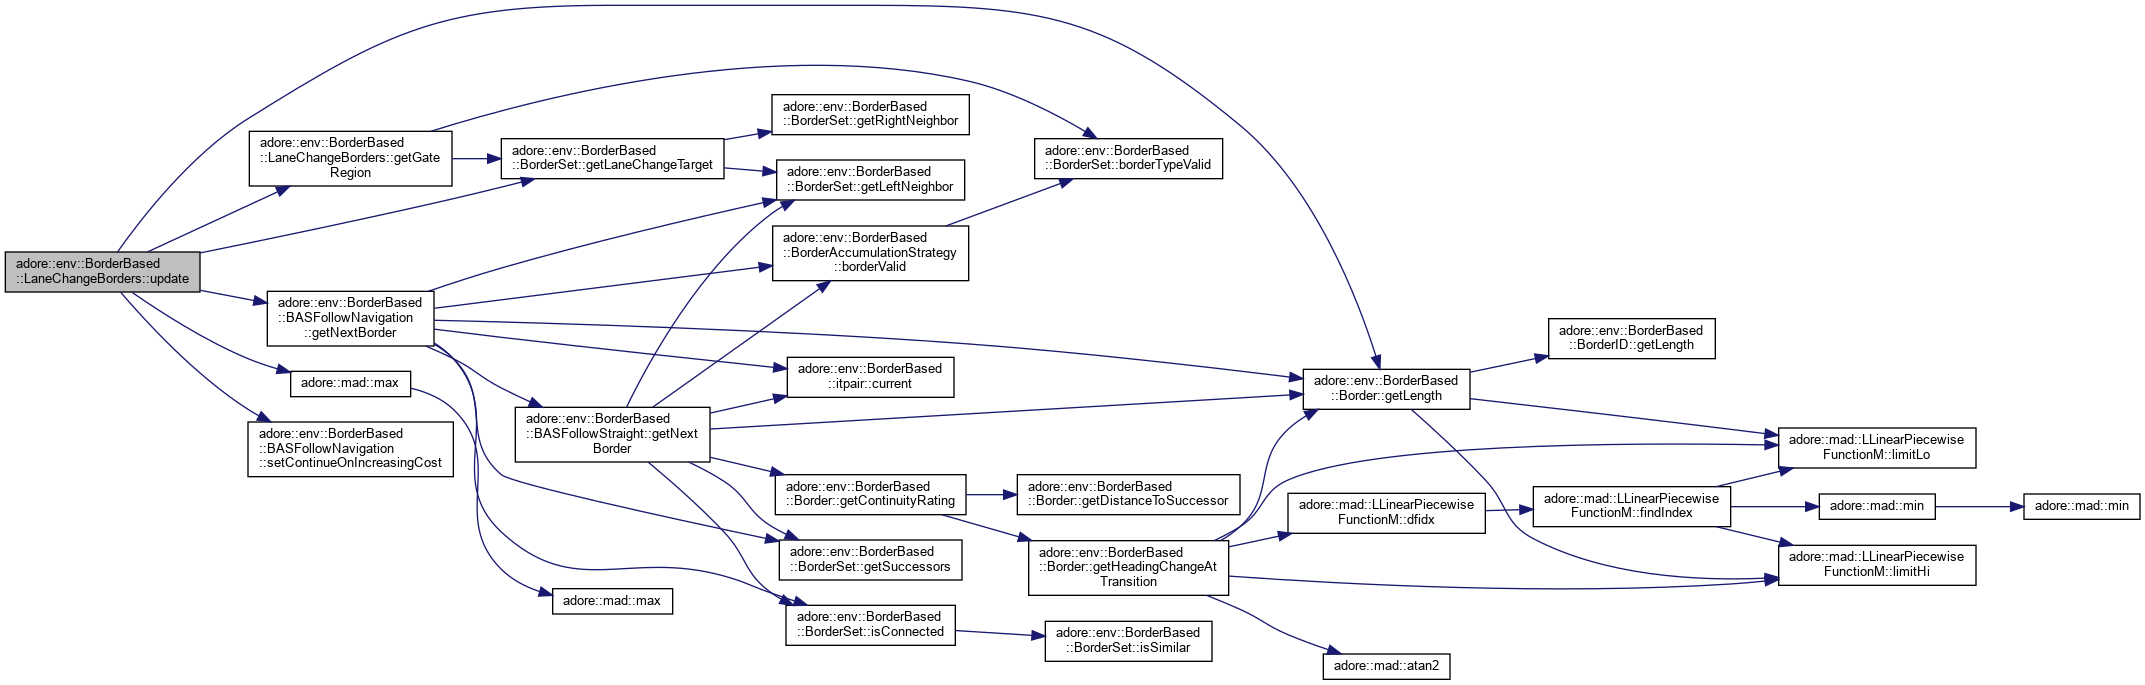 adore::env::BorderBased
::LaneChangeBorders::update
adore::env::BorderBased
::LaneChangeBorders::getGate
Region
adore::env::BorderBased
::BASFollowNavigation
::getNextBorder
adore::mad::max
adore::env::BorderBased
::BASFollowNavigation
::setContinueOnIncreasingCost
adore::env::BorderBased
::BorderSet::getLaneChangeTarget
adore::env::BorderBased
::BASFollowStraight::getNext
Border
adore::mad::max
adore::env::BorderBased
::BorderSet::getRightNeighbor
adore::env::BorderBased
::BorderSet::getLeftNeighbor
adore::env::BorderBased
::BorderAccumulationStrategy
::borderValid
adore::env::BorderBased
::itpair::current
adore::env::BorderBased
::Border::getContinuityRating
adore::env::BorderBased
::BorderSet::getSuccessors
adore::env::BorderBased
::BorderSet::isConnected
adore::env::BorderBased
::BorderSet::borderTypeValid
adore::env::BorderBased
::Border::getDistanceToSuccessor
adore::env::BorderBased
::Border::getHeadingChangeAt
Transition
adore::env::BorderBased
::BorderSet::isSimilar
adore::env::BorderBased
::Border::getLength
adore::mad::LLinearPiecewise
FunctionM::dfidx
adore::mad::atan2
adore::env::BorderBased
::BorderID::getLength
adore::mad::LLinearPiecewise
FunctionM::findIndex
adore::mad::LLinearPiecewise
FunctionM::limitLo
adore::mad::min
adore::mad::LLinearPiecewise
FunctionM::limitHi
adore::mad::min